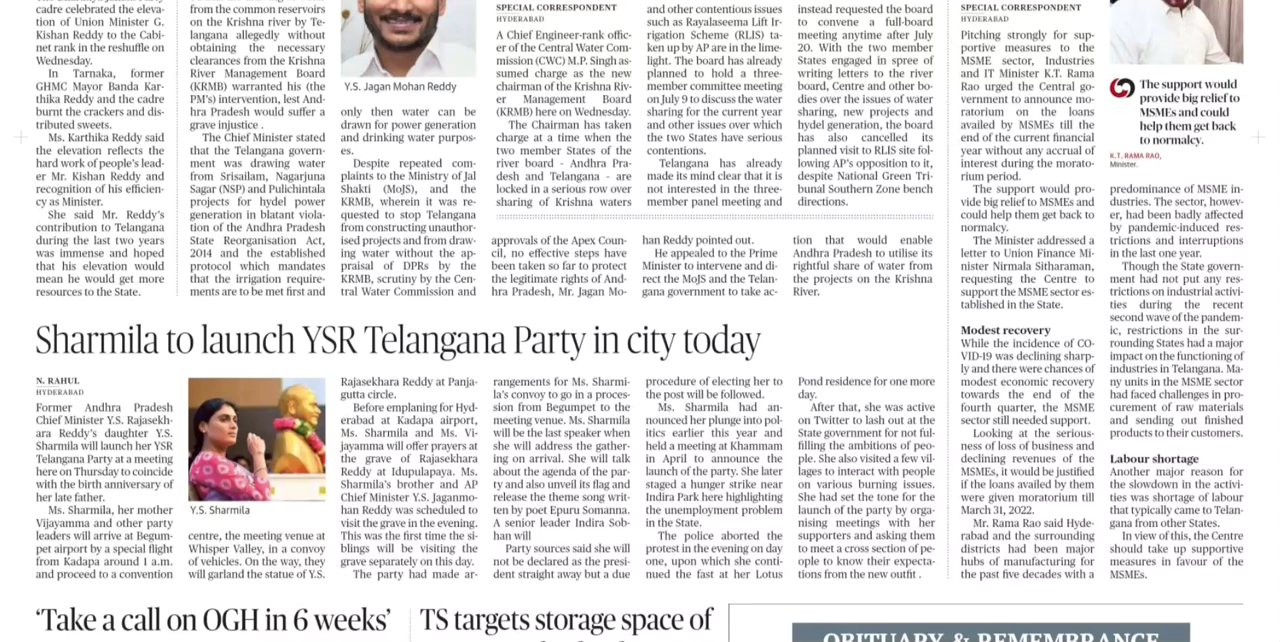 cadre celebrated the eleva-
tion of Union Minister G.
Kishan Reddy to the Cabi-
net rank in the reshuffle on
Wednesday.
In Tarnaka, former
GHMC Mayor Banda Kar-
thika Reddy and the cadre
burnt the crackers and dis-
tributed sweets.
Ms. Karthika Reddy said
the elevation reflects the
hard work of people's lead-
er Mr. Kishan Reddy and
recognition of his efficien-
cy as Minister.
She said Mr. Reddy's
contribution to Telangana
during the last two years
was immense and hoped
that his elevation would
mean he would get more
resources to the State.
from the common reservoirs
on the Krishna river by Te-
langana allegedly without
obtaining the necessary
clearances from the Krishna
River Management Board
(KRMB) warranted his (the
PM's) intervention, lest And-
hra Pradesh would suffer a
grave injustice .
The Chief Minister stated
that the Telangana govern-
ment was drawing water
from Srisailam, Nagarjuna
Sagar (NSP) and Pulichintala
projects for hydel power
generation in blatant viola-
tion of the Andhra Pradesh
State Reorganisation Act,
2014 and the established
protocol which mandates
that the irrigation require-
ments are to be met first and
Y.S. Jagan Mohan Reddy
only then water can be
drawn for power generation
and drinking water purpos-
es.
Despite repeated com-
plaints to the Ministry of Jal
Shakti (MoJS), and the
KRMB, wherein it was re-
quested to stop Telangana
from constructing unauthor-
ised projects and from draw-
ing water without the ap-
praisal of DPRs by the
KRMB, scrutiny by the Cen-
tral Water Commission and
approvals of the Apex Coun-
cil, no effective steps have
been taken so far to protect
the legitimate rights of And-
hra Pradesh, Mr. Jagan Mo-
han Reddy pointed out.
He appealed to the Prime
Minister to intervene and di-
rect the MoJS and the Telan-
gana government to take ac-
tion that would enable
Andhra Pradesh to utilise its
rightful share of water from
the projects on the Krishna
River.
SPECIAL CORRESPONDENT
HYDERABAD
A Chief Engineer-rank offic-
er of the Central Water Com-
mission (CWC) M.P. Singh as-
sumed charge as the new
chairman of the Krishna Riv-
er Management Board
(KRMB) here on Wednesday.
The Chairman has taken
charge at a time when the
two member States of the
river board - Andhra Pra-
desh and Telangana - are
locked in a serious row over
sharing of Krishna waters
and other contentious issues
such as Rayalaseema Lift Ir-
rigation Scheme (RLIS) ta-
ken up by AP are in the lime-
light. The board has already
planned to hold a three-
member committee meeting
on July 9 to discuss the water
sharing for the current year
and other issues over which
the two States have serious
contentions.
Telangana has already
made its mind clear that it is
not interested in the three-
member panel meeting and
instead requested the board
to convene a full-board
meeting anytime after July
20. With the two member
States engaged in spree of
writing letters to the river
board, Centre and other bo-
dies over the issues of water
sharing, new projects and
hydel generation, the board
has also cancelled its
planned visit to RLIS site fol-
lowing AP's opposition to it,
despite National Green Tri-
bunal Southern Zone bench
directions.
SPECIAL CORRESPONDENT
HYDERABAD
Pitching strongly for sup-
portive measures to the
MSME sector, Industries
and IT Minister K.T. Rama
Rao urged the Central go-
vernment to announce mo-
ratorium on the loans
availed by MSMEs till the
end of the current financial
year without any accrual of
interest during the morato-
rium period.
The support would pro-
vide big relief to MSMEs and
could help them get back to
normalcy.
The Minister addressed a
letter to Union Finance Mi-
nister Nirmala Sitharaman,
requesting the Centre to
support the MSME sector es-
tablished in the State.
Modest recovery
While the incidence of CO-
VID-19 was declining sharp-
ly and there were chances of
modest economic recovery
towards the end of the
fourth quarter, the MSME
sector still needed support.
Looking at the serious-
ness of loss of business and
declining revenues of the
MSMEs, it would be justified
if the loans availed by them
were given moratorium till
March 31, 2022.
Mr. Rama Rao said Hyde-
rabad and the surrounding
districts had been major
hubs of manufacturing for
the past five decades with a
The support would
provide big relief to
MSMEs and could
help them get back
to normalcy.
K.T. RAMA RAO,
Minister.
predominance of MSME in-
dustries. The sector, howev-
er, had been badly affected
by pandemic-induced res-
trictions and interruptions
in the last one year.
Though the State govern-
ment had not put any res-
trictions on industrial activi-
ties during the recent
second wave of the pandem-
ic, restrictions in the sur-
rounding States had a major
impact on the functioning of
industries in Telangana. Ma-
ny units in the MSME sector
had faced challenges in pro-
curement of raw materials
and sending out finished
products to their customers.
Labour shortage
Another major reason for
the slowdown in the activi-
ties was shortage of labour
that typically came to Telan-
gana from other States.
In view of this, the Centre
should take up supportive
measures in favour of the
MSMEs.
Sharmila to launch YSR Telangana Party in city today
N. RAHUL
HYDERABAD
Former Andhra Pradesh
Chief Minister Y.S. Rajasekh-
ara Reddy's daughter Y.S.
Sharmila will launch her YSR
Telangana Party at a meeting
here on Thursday to coincide
with the birth anniversary of
her late father.
Ms. Sharmila, her mother
Vijayamma and other party
leaders will arrive at Begum-
pet airport by a special flight
from Kadapa around 1 a.m.
and proceed to a convention
Y.S. Sharmila
centre, the meeting venue at
Whisper Valley, in a convoy
of vehicles. On the way, they
will garland the statue of Y.S.
Rajasekhara Reddy at Panja-
gutta circle.
Before emplaning for Hyd-
erabad at Kadapa airport,
Ms. Sharmila and Ms. Vi-
jayamma will offer prayers at
the grave of Rajasekhara
Reddy at Idupulapaya. Ms.
Sharmila's brother and AP
Chief Minister Y.S. Jaganmo-
han Reddy was scheduled to
visit the grave in the evening.
This was the first time the si-
blings will be visiting the
grave separately on this day.
The party had made ar-
rangements for Ms. Sharmi-
la's convoy to go in a proces-
sion from Begumpet to the
meeting venue. Ms. Sharmila
will be the last speaker when
she will address the gather-
ing on arrival. She will talk
about the agenda of the par-
ty and also unveil its flag and
release the theme song writ-
ten by poet Epuru Somanna.
A senior leader Indira Sob-
han will
Party sources said she will
not be declared as the presi-
dent straight away but a due
procedure of electing her to
the post will be followed.
Ms. Sharmila had an-
nounced her plunge into pol-
itics earlier this year and
held a meeting at Khammam
in April to announce the
launch of the party. She later
staged a hunger strike near
Indira Park here highlighting
the unemployment problem
in the State.
The police aborted the
protest in the evening on day
one, upon which she conti-
nued the fast at her Lotus
Pond residence for one more
day.
After that, she was active
on Twitter to lash out at the
State government for not ful-
filling the ambitions of peo-
ple. She also visited a few vil-
lages to interact with people
on various burning issues.
She had set the tone for the
launch of the party by orga-
nising meetings with her
supporters and asking them
to meet a cross section of pe-
ople to know their expecta-
tions from the new outfit .
'Take a call on OGH in 6 weeks'
TS targets storage space of
OBITUARY & REMEMBRANCE